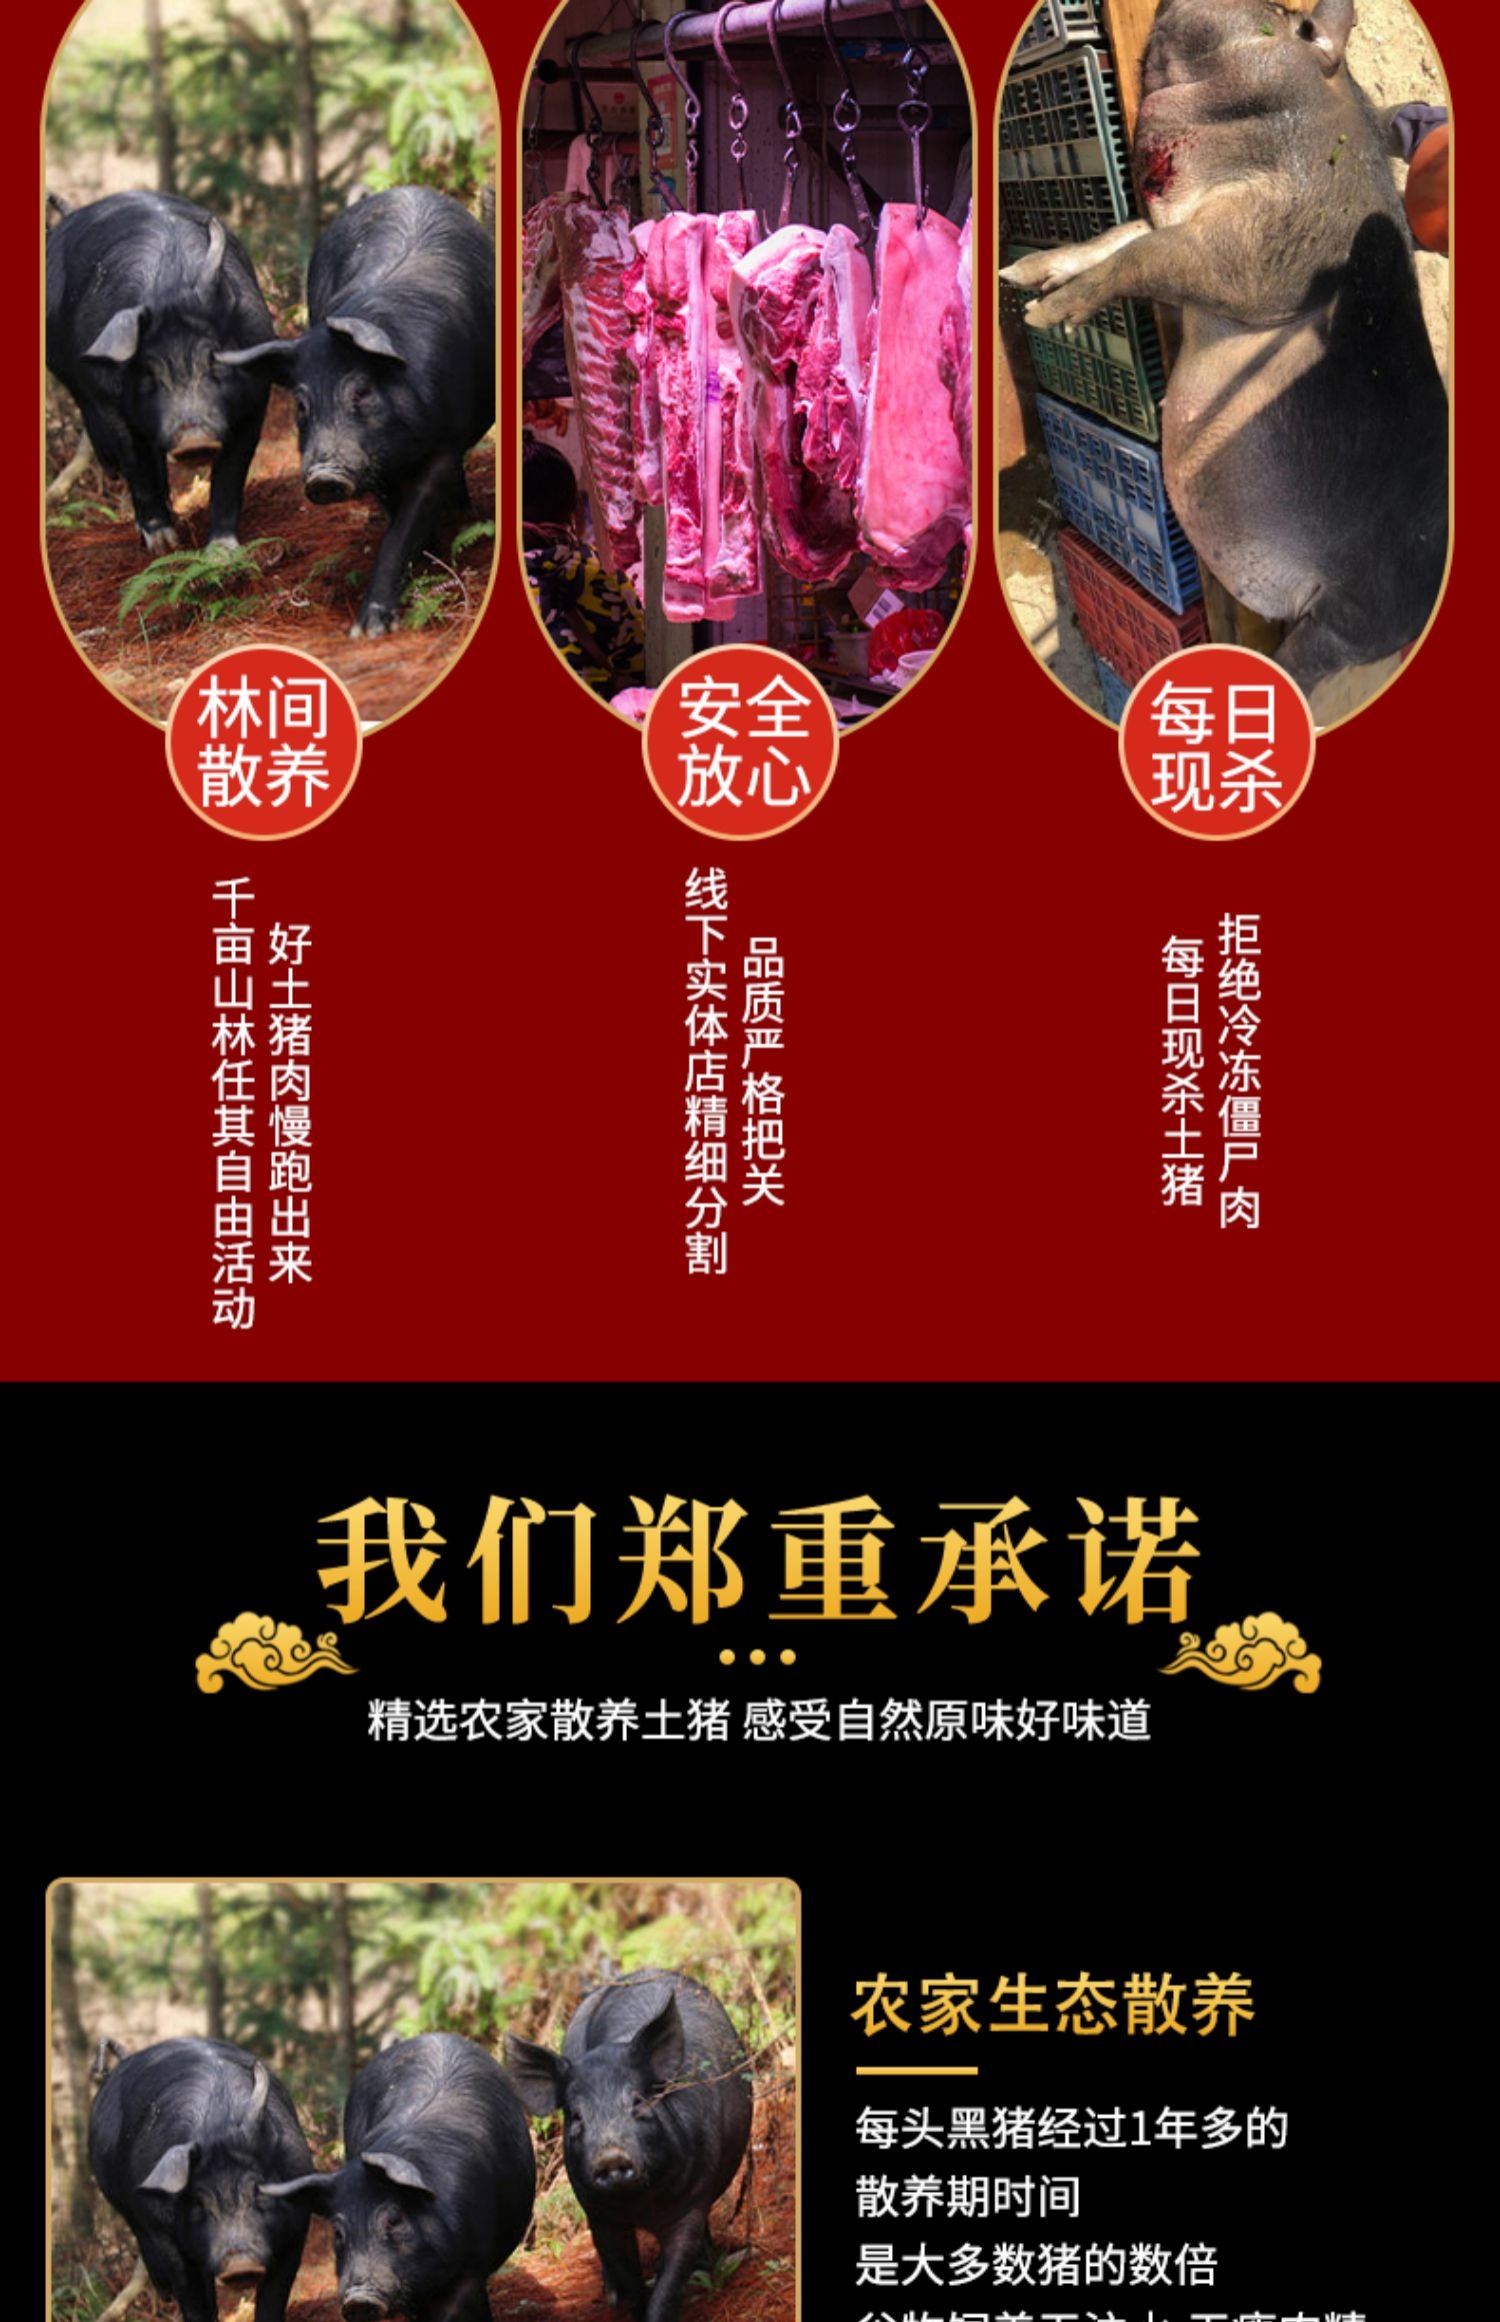 林间
散养
安全
放心
每日
现杀
千亩山林任其自由活动
好土猪肉慢跑出来
线下实体店精细分割
品质严格把关
每日现杀土猪
拒绝冷冻僵尸肉
我们郑重承诺
精选农家散养土猪 感受自然原味好味道
农家生态散养
每头黑猪经过1年多的
散养期时间
是大多数猪的数倍